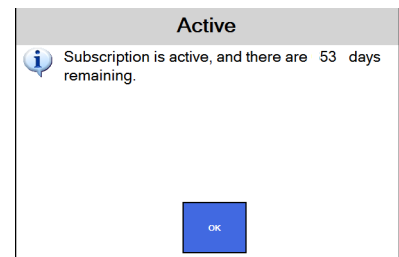 Active
Subscription is active, and there are 53 days
remaining.
OK